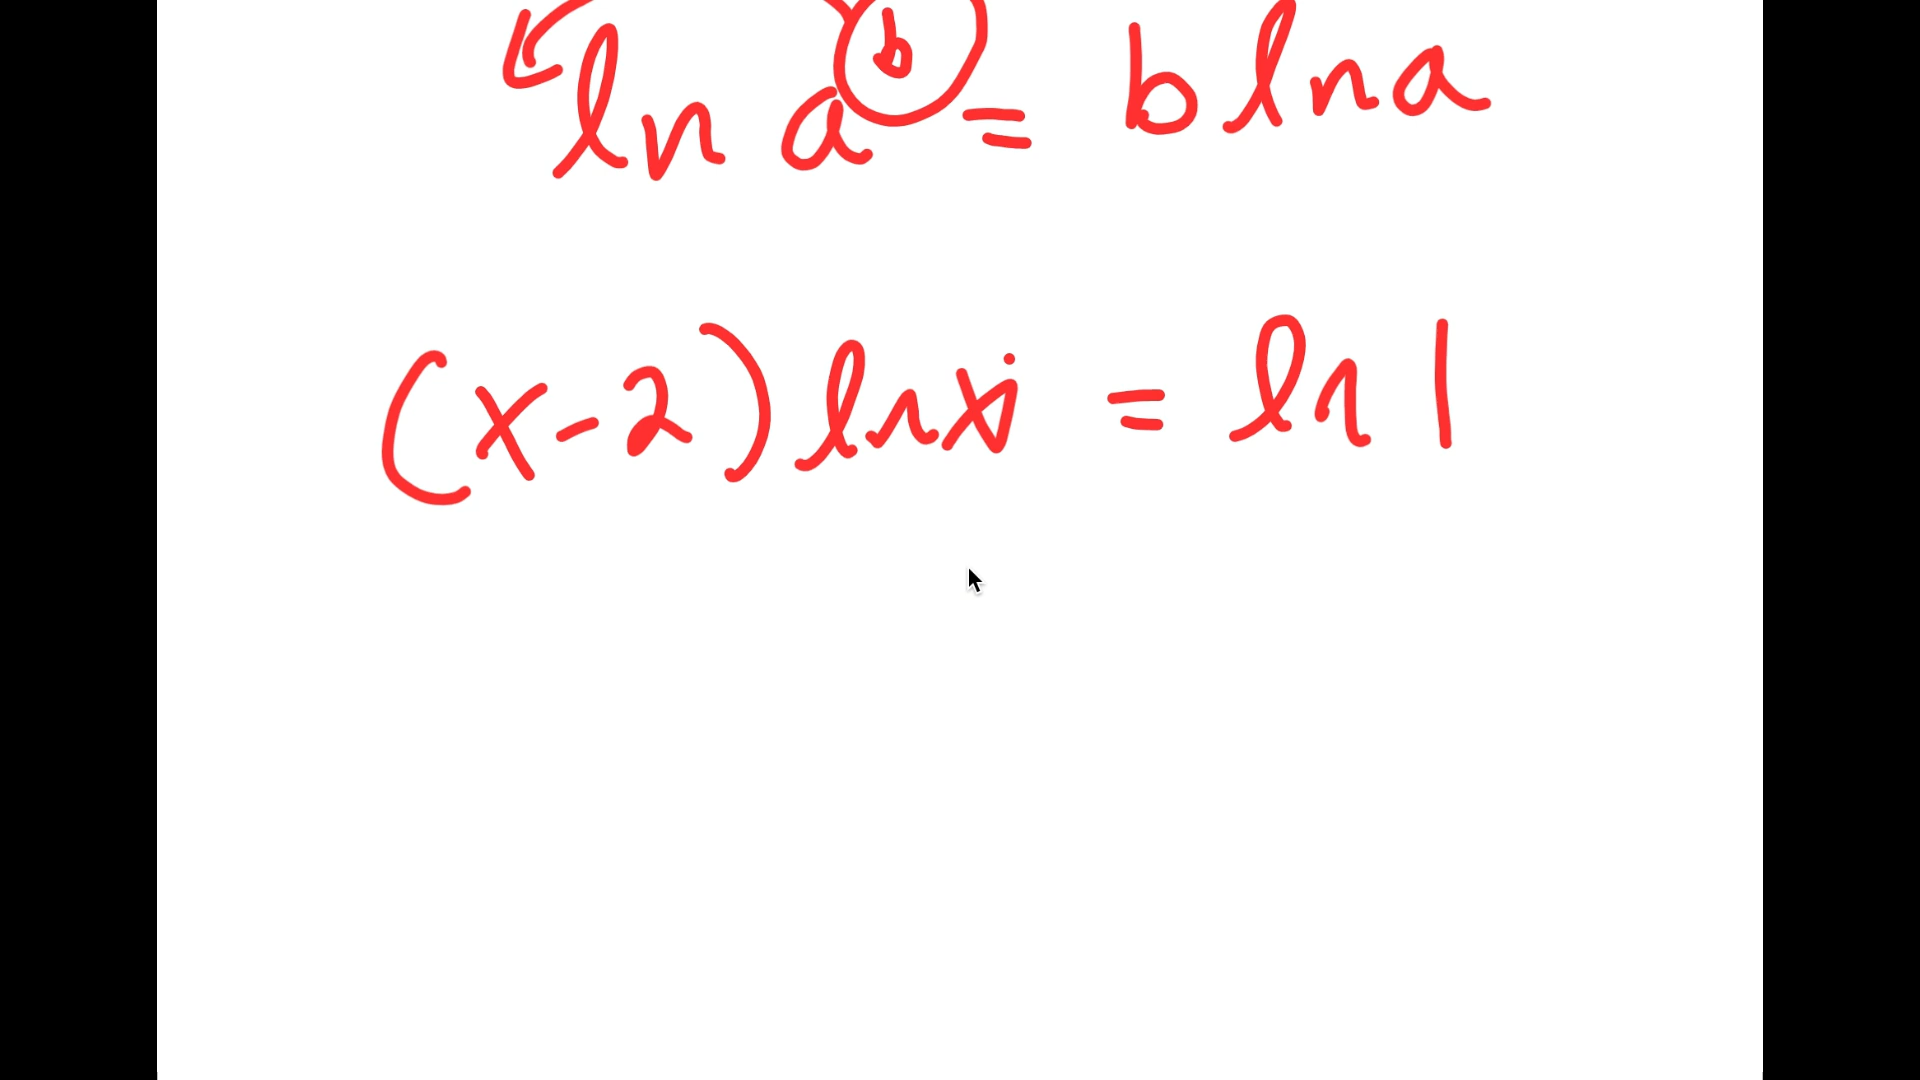 ln a^b = b ln a
(x-2) ln x = ln 1